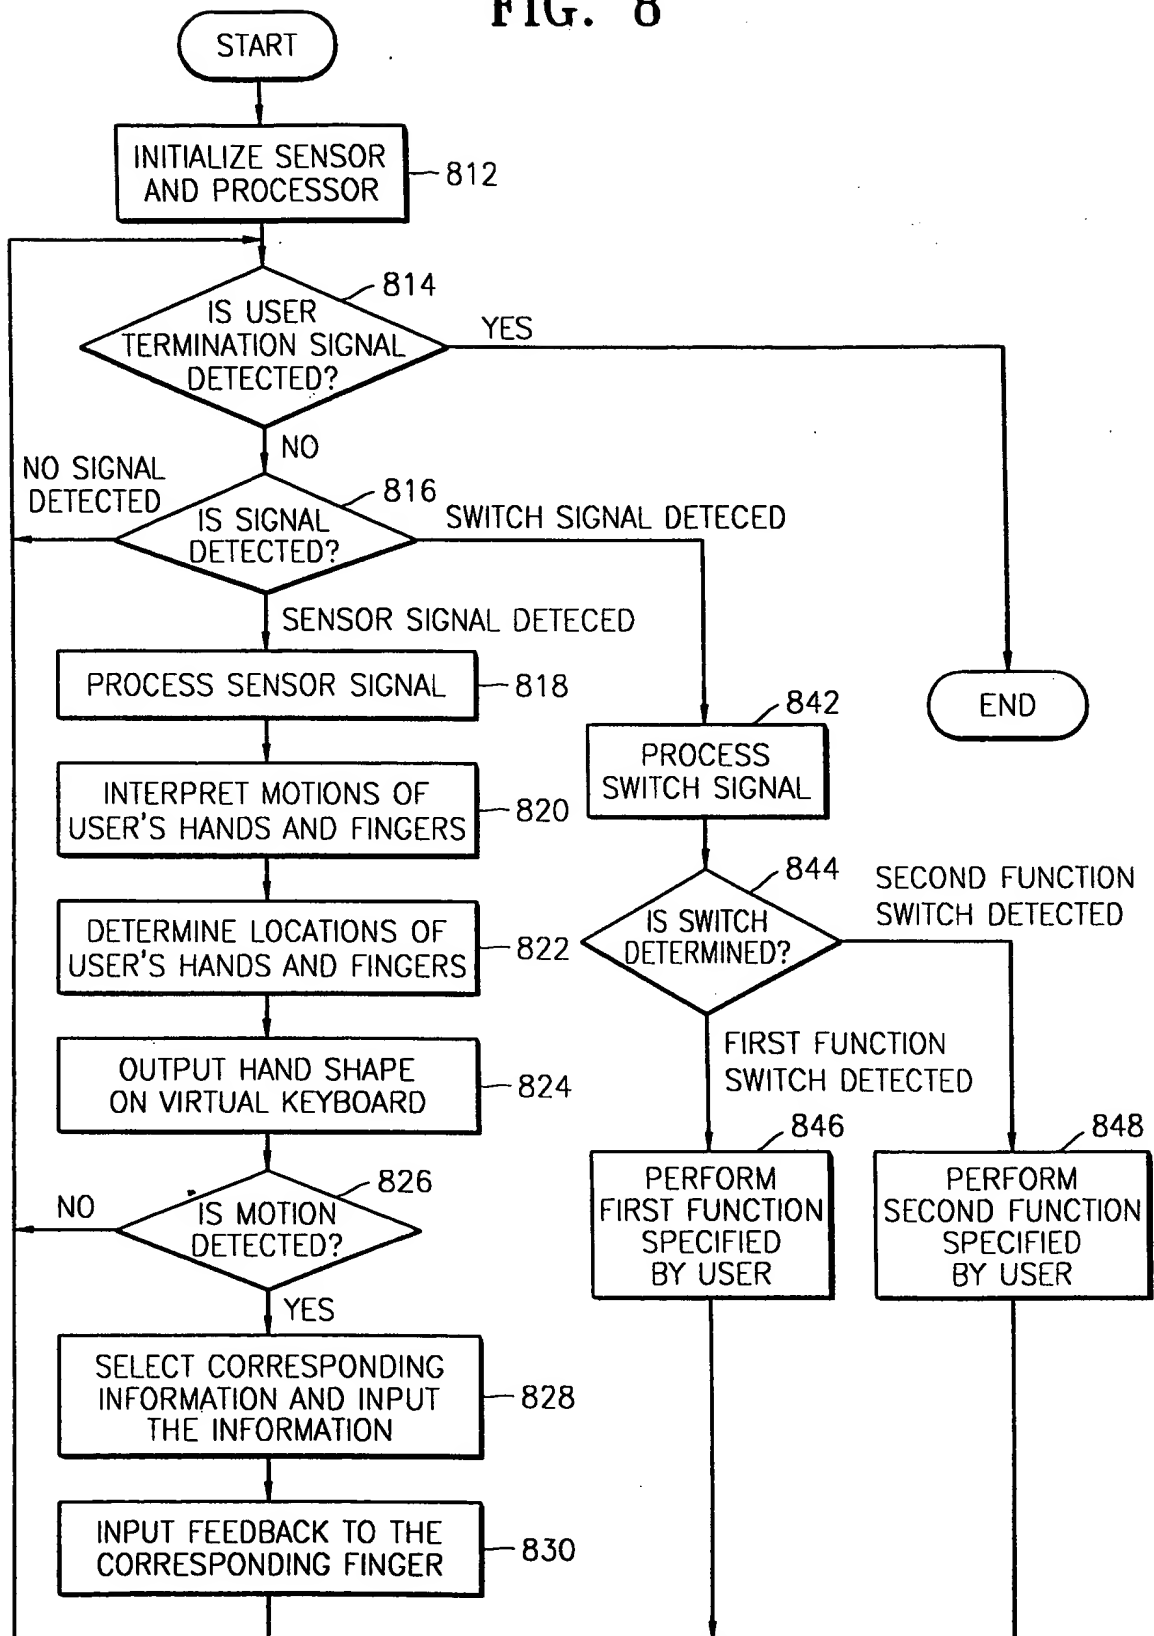 FIG. 8
START
INITIALIZE SENSOR
AND PROCESSOR
812
814
IS USER
TERMINATION SIGNAL
DETECTED?
YES
NO
NO SIGNAL
DETECTED
816
IS SIGNAL
DETECTED?
SWITCH SIGNAL DETECED
SENSOR SIGNAL DETECED
PROCESS SENSOR SIGNAL
818
END
842
PROCESS
SWITCH SIGNAL
INTERPRET MOTIONS OF
USER'S HANDS AND FINGERS
820
844
IS SWITCH
DETERMINED?
SECOND FUNCTION
SWITCH DETECTED
DETERMINE LOCATIONS OF
USER'S HANDS AND FINGERS
822
FIRST FUNCTION
SWITCH DETECTED
OUTPUT HAND SHAPE
ON VIRTUAL KEYBOARD
824
846
PERFORM
FIRST FUNCTION
SPECIFIED
BY USER
848
PERFORM
SECOND FUNCTION
SPECIFIED
BY USER
826
IS MOTION
DETECTED?
NO
YES
SELECT CORRESPONDING
INFORMATION AND INPUT
THE INFORMATION
828
INPUT FEEDBACK TO THE
CORRESPONDING FINGER
830